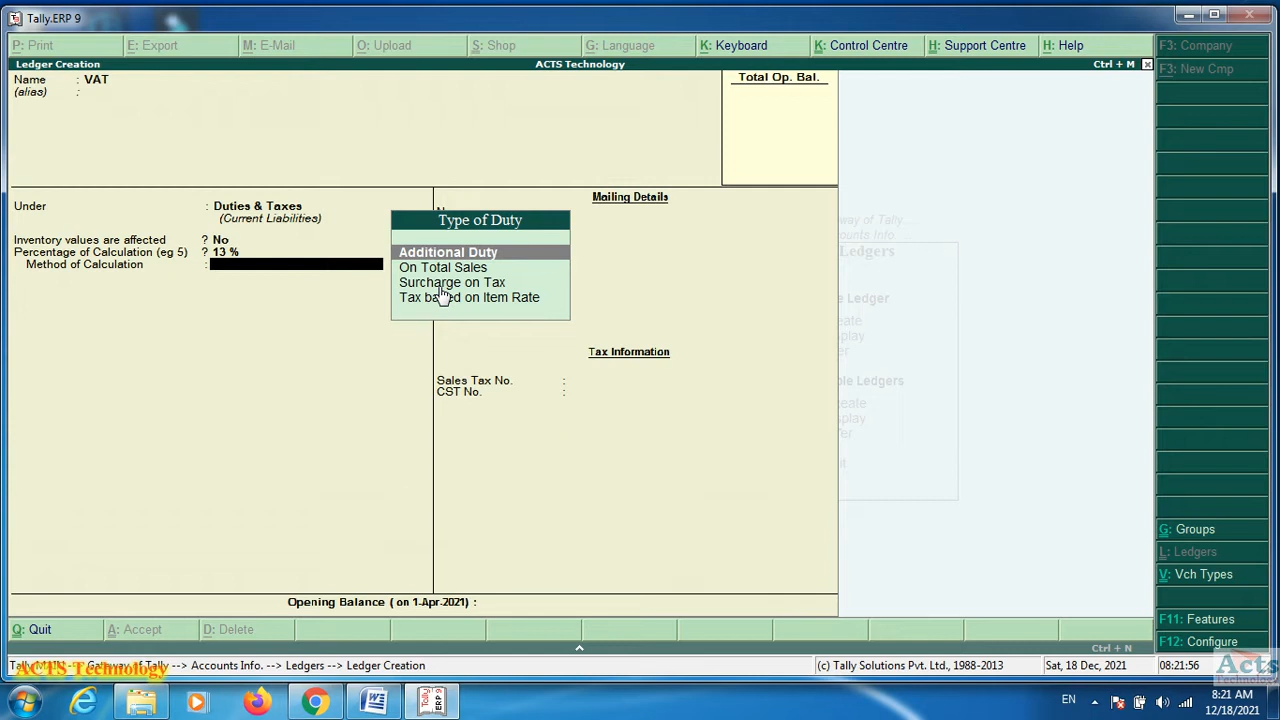 Tally.ERP 9
P: Print
E: Export
M: E-Mail
O: Upload
S: Shop
G: Language
K: Keyboard
K: Control Centre
H: Support Centre
H: Help
F3: Company
F3: New Cmp
Ledger Creation
ACTS Technology
Ctrl + M
Name : VAT
(alias) :
Total Op. Bal.
Under : Duties & Taxes
(Current Liabilities)
Inventory values are affected ? No
Percentage of Calculation (eg 5) ? 13 %
Method of Calculation :
Type of Duty
Additional Duty
On Total Sales
Surcharge on Tax
Tax based on Item Rate
Mailing Details
Tax Information
Sales Tax No. :
CST No. :
Opening Balance ( on 1-Apr-2021) :
G: Groups
L: Ledgers
V: Vch Types
F11: Features
F12: Configure
Q: Quit
A: Accept
D: Delete
Ctrl + N
Tally MAIN --> Gateway of Tally --> Accounts Info. --> Ledgers --> Ledger Creation
ACTS Technology
(c) Tally Solutions Pvt. Ltd., 1988-2013
Sat, 18 Dec, 2021
08:21:56
Acts
Technology
EN
8:21 AM
12/18/2021